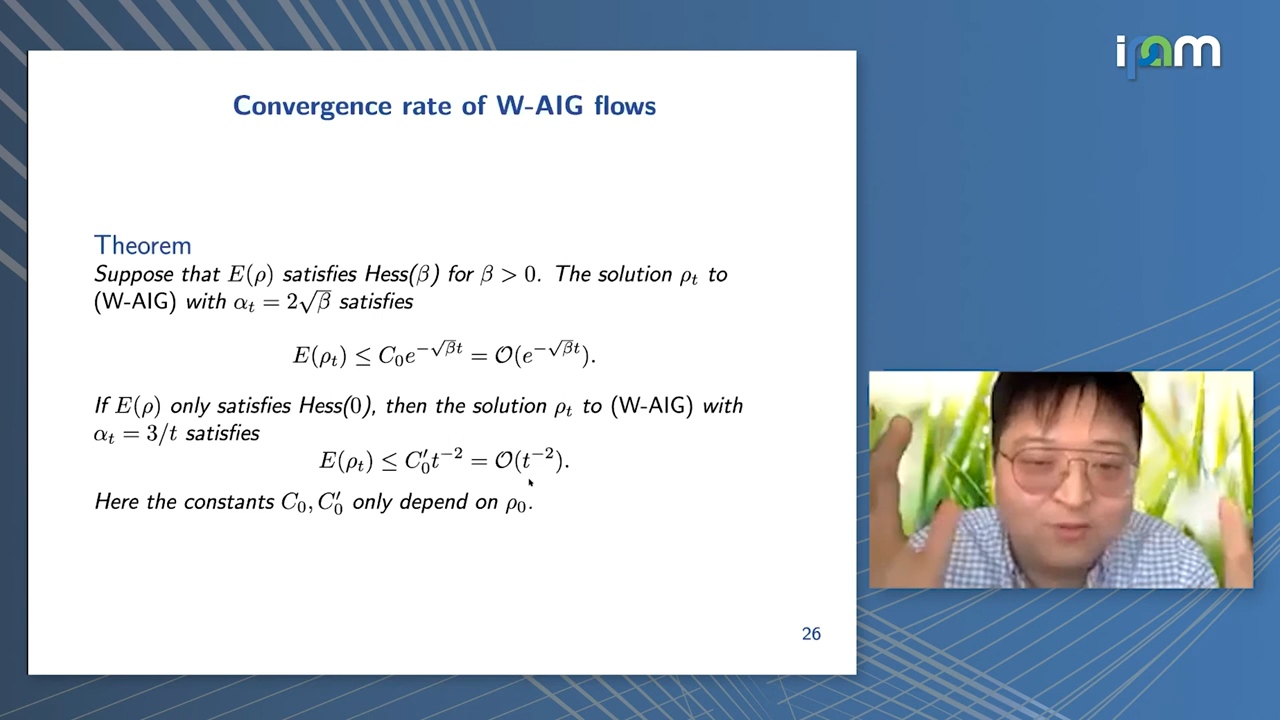 ipam
Convergence rate of W-AIG flows
Theorem
Suppose that E(ρ) satisfies Hess(β) for β > 0. The solution ρ_t to
(W-AIG) with α_t = 2√β satisfies
E(ρ_t) ≤ C_0 e^{−√β t} = 𝒪(e^{−√β t}).
If E(ρ) only satisfies Hess(0), then the solution ρ_t to (W-AIG) with
α_t = 3/t satisfies
E(ρ_t) ≤ C′_0 t^{−2} = 𝒪(t^{−2}).
Here the constants C_0, C′_0 only depend on ρ_0.
26